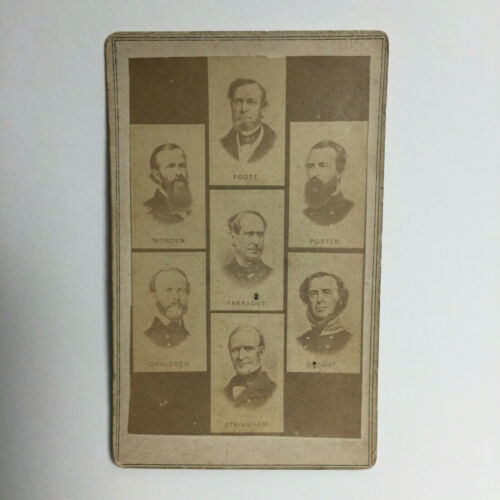 FOOTE.
WORDEN.
PORTER.
FARRAGUT.
DAHLGREN.
DUPONT.
STRINGHAM.